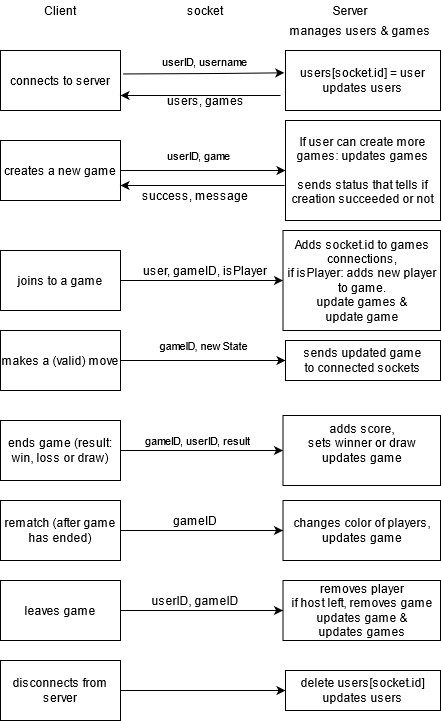 Client
socket
Server
manages users & games
connects to server
userID, username
users, games
users[socket.id] = user
updates users
creates a new game
userID, game
success, message
If user can create more
games: updates games
sends status that tells if
creation succeeded or not
joins to a game
user, gameID, isPlayer
Adds socket.id to games
connections,
if isPlayer: adds new player
to game.
update games &
update game
makes a (valid) move
gameID, new State
sends updated game
to connected sockets
ends game (result:
win, loss or draw)
gameID, userID, result
adds score,
sets winner or draw
updates game
rematch (after game
has ended)
gameID
changes color of players,
updates game
leaves game
userID, gameID
removes player
if host left, removes game
updates game &
updates games
disconnects from
server
delete users[socket.id]
updates users